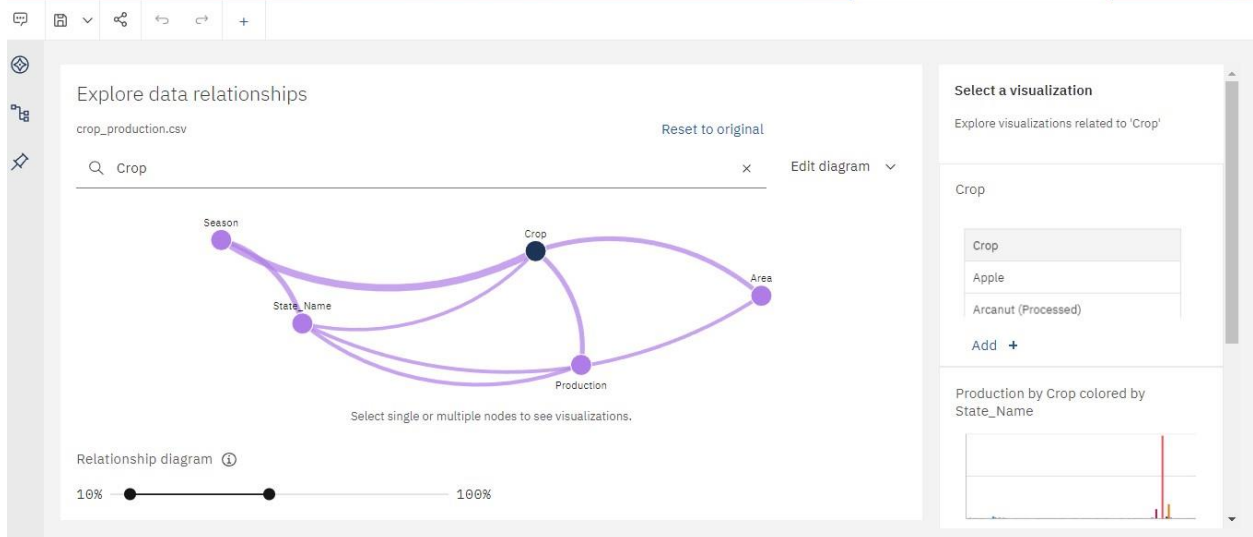 Explore data relationships
crop_production.csv
Reset to original
Crop
Edit diagram
Season
Crop
Area
State_Name
Production
Select single or multiple nodes to see visualizations.
Relationship diagram
10%
100%
Select a visualization
Explore visualizations related to 'Crop'
Crop
Crop
Apple
Arcanut (Processed)
Add +
Production by Crop colored by
State_Name